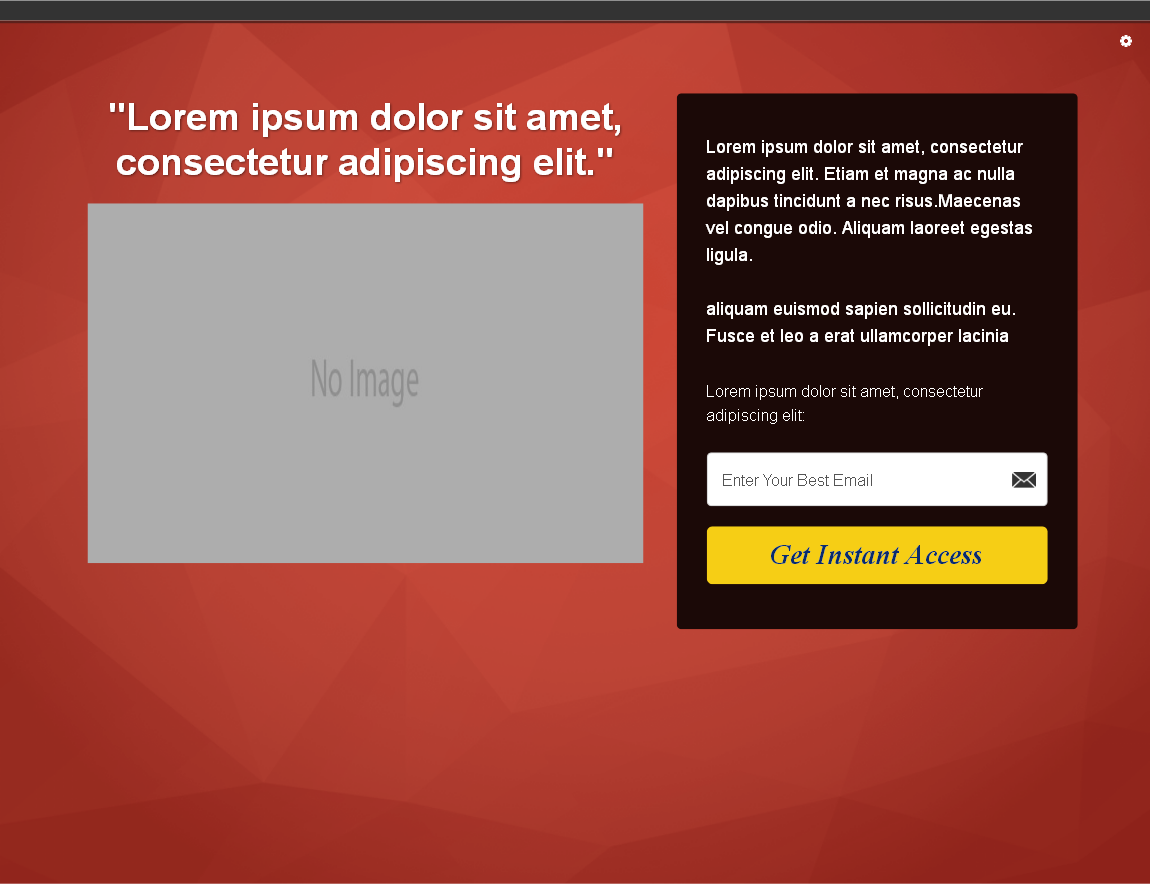 "Lorem ipsum dolor sit amet,
consectetur adipiscing elit."
No Image
Lorem ipsum dolor sit amet, consectetur
adipiscing elit. Etiam et magna ac nulla
dapibus tincidunt a nec risus.Maecenas
vel congue odio. Aliquam laoreet egestas
ligula.
aliquam euismod sapien sollicitudin eu.
Fusce et leo a erat ullamcorper lacinia
Lorem ipsum dolor sit amet, consectetur
adipiscing elit:
Enter Your Best Email
Get Instant Access